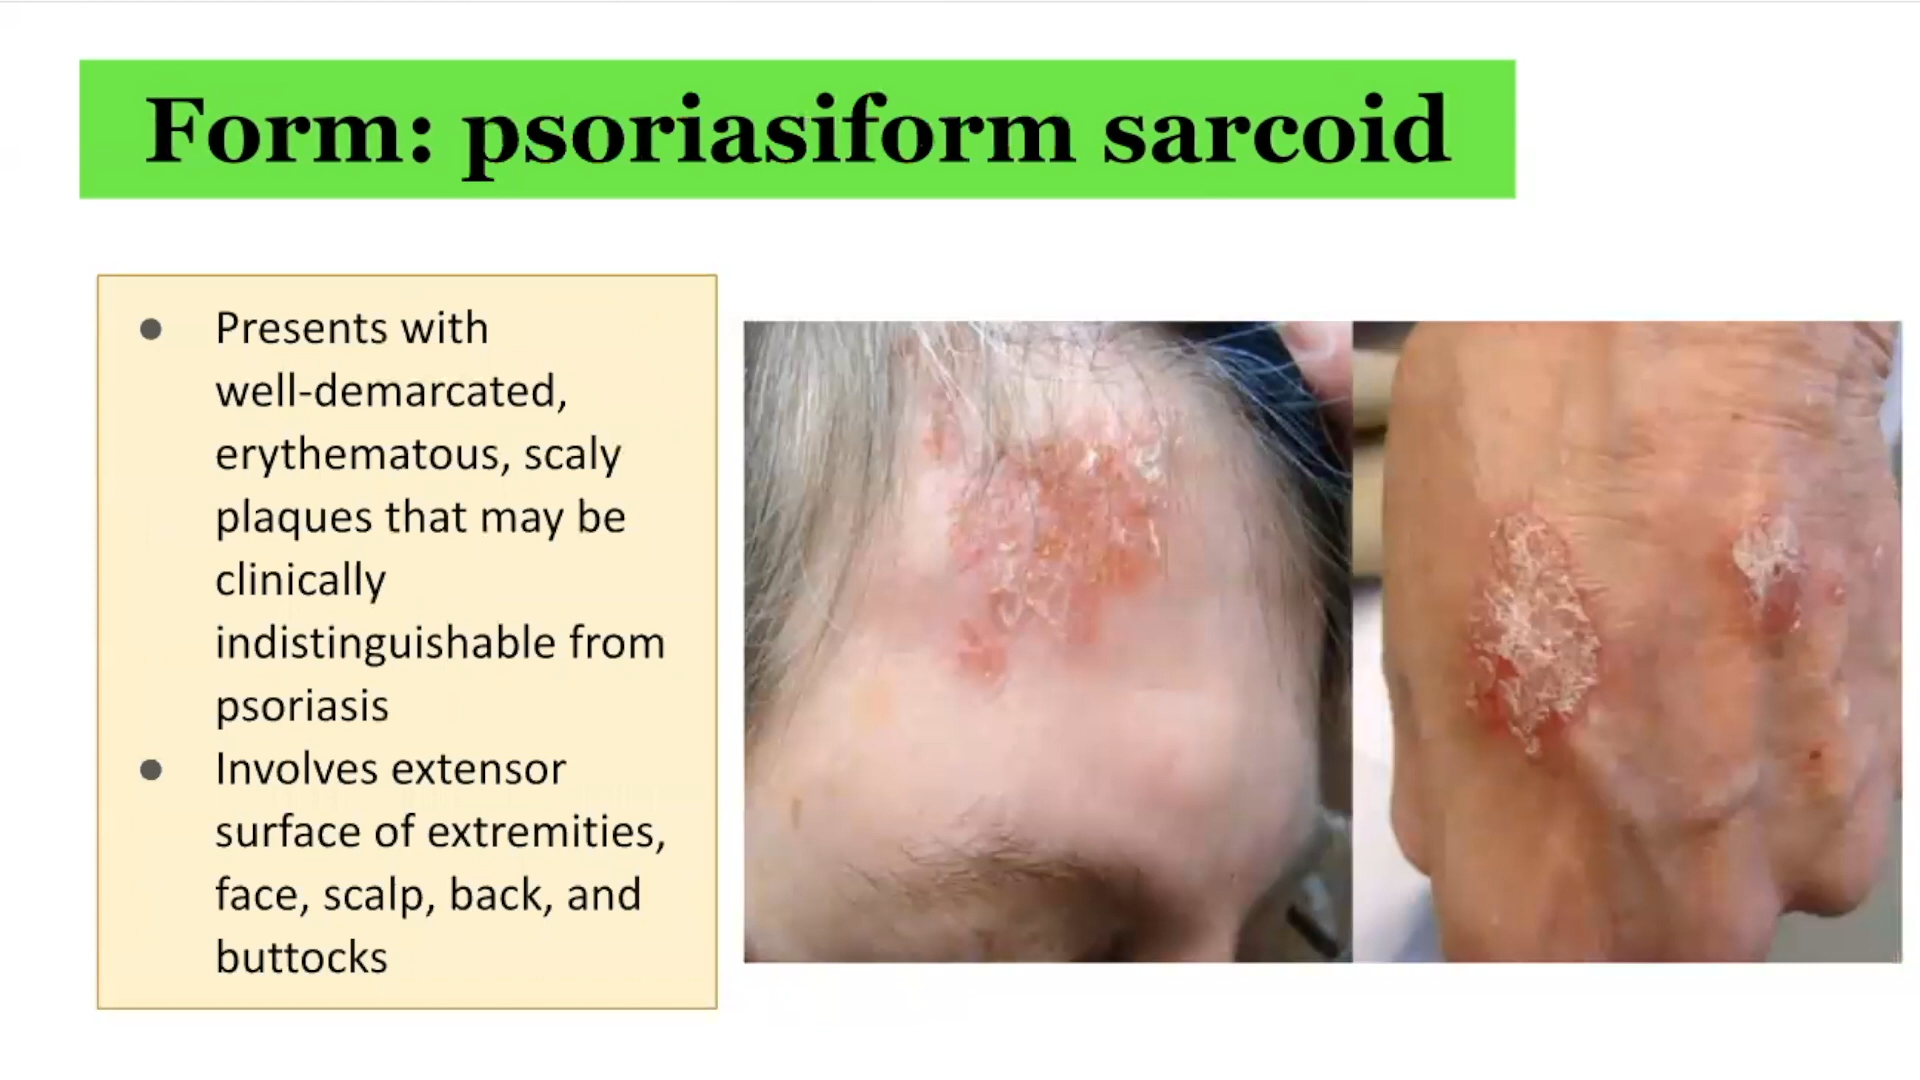 Form: psoriasiform sarcoid
● Presents with
well-demarcated,
erythematous, scaly
plaques that may be
clinically
indistinguishable from
psoriasis
● Involves extensor
surface of extremities,
face, scalp, back, and
buttocks